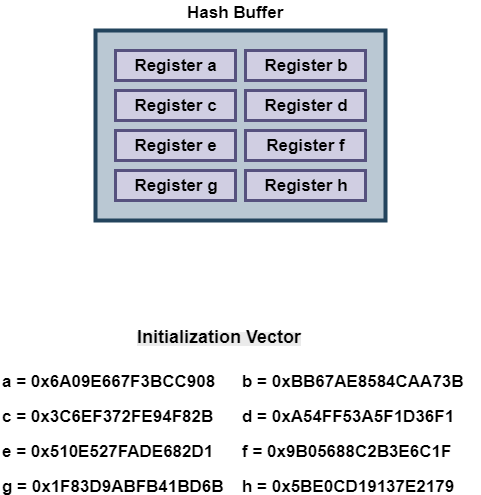 Hash Buffer
Register a Register b
Register c Register d
Register e Register f
Register g Register h
Initialization Vector
a = 0x6A09E667F3BCC908 b = 0xBB67AE8584CAA73B
c = 0x3C6EF372FE94F82B d = 0xA54FF53A5F1D36F1
e = 0x510E527FADE682D1 f = 0x9B05688C2B3E6C1F
g = 0x1F83D9ABFB41BD6B h = 0x5BE0CD19137E2179